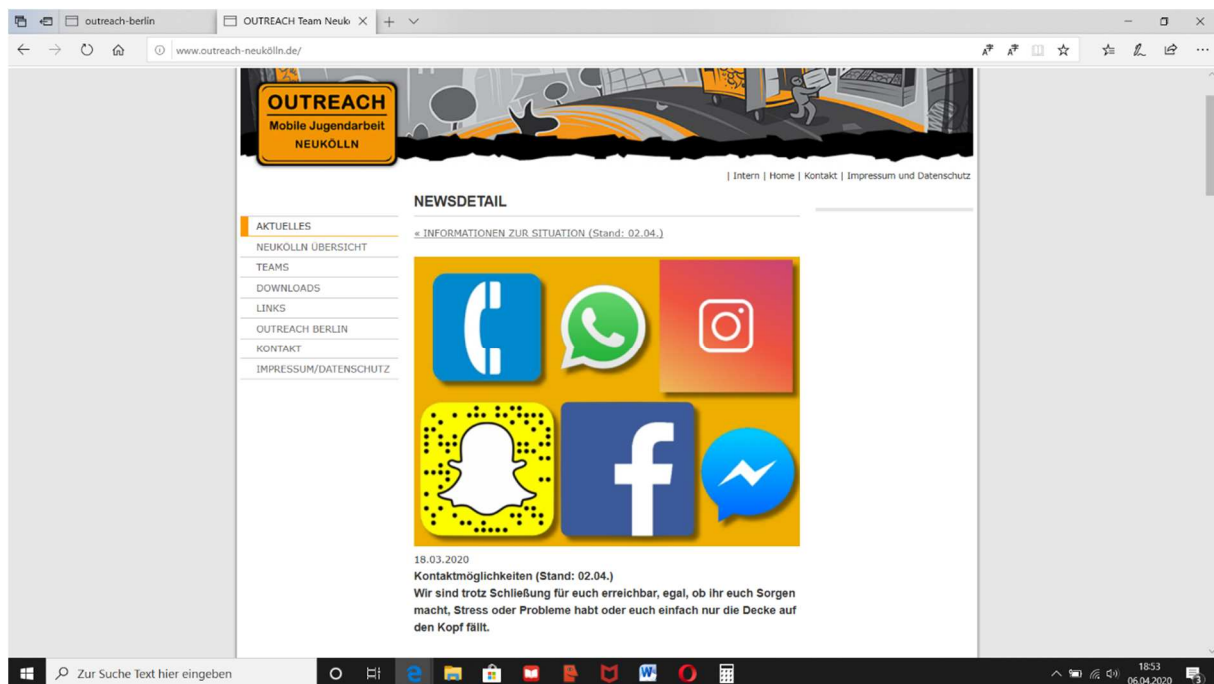 outreach-berlin
OUTREACH Team Neuk
www.outreach-neukölln.de/
OUTREACH
Mobile Jugendarbeit
NEUKÖLLN
| Intern | Home | Kontakt | Impressum und Datenschutz
NEWSDETAIL
AKTUELLES
NEUKÖLLN ÜBERSICHT
TEAMS
DOWNLOADS
LINKS
OUTREACH BERLIN
KONTAKT
IMPRESSUM/DATENSCHUTZ
« INFORMATIONEN ZUR SITUATION (Stand: 02.04.)
18.03.2020
Kontaktmöglichkeiten (Stand: 02.04.)
Wir sind trotz Schließung für euch erreichbar, egal, ob ihr euch Sorgen
macht, Stress oder Probleme habt oder euch einfach nur die Decke auf
den Kopf fällt.
Zur Suche Text hier eingeben
18:53
06.04.2020